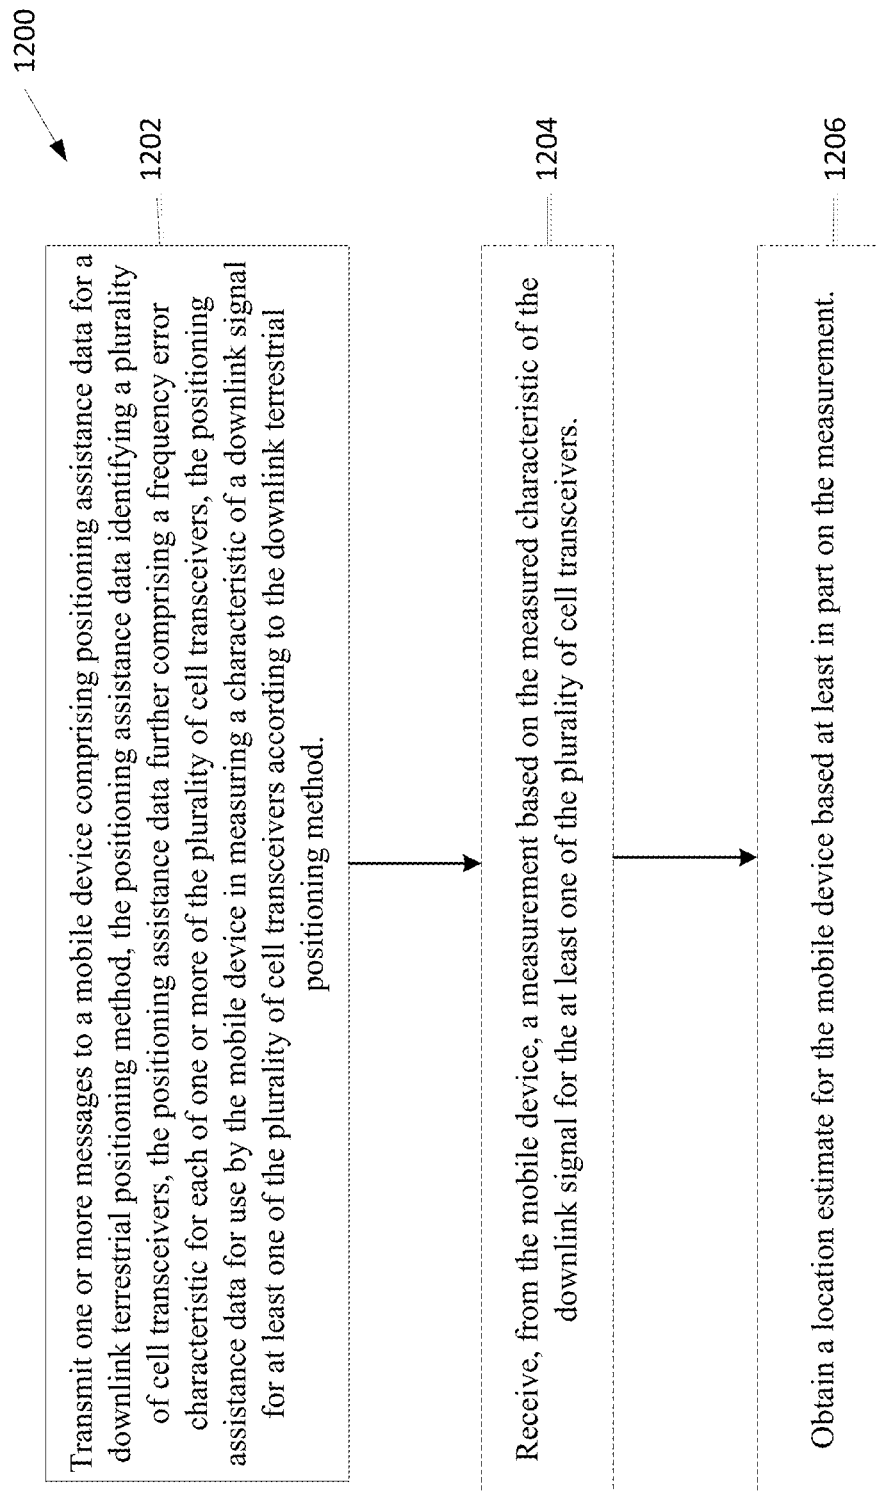 1200
Transmit one or more messages to a mobile device comprising positioning assistance data for a
downlink terrestrial positioning method, the positioning assistance data identifying a plurality
of cell transceivers, the positioning assistance data further comprising a frequency error
characteristic for each of one or more of the plurality of cell transceivers, the positioning
assistance data for use by the mobile device in measuring a characteristic of a downlink signal
for at least one of the plurality of cell transceivers according to the downlink terrestrial
positioning method.
1202
Receive, from the mobile device, a measurement based on the measured characteristic of the
downlink signal for the at least one of the plurality of cell transceivers.
1204
Obtain a location estimate for the mobile device based at least in part on the measurement.
1206